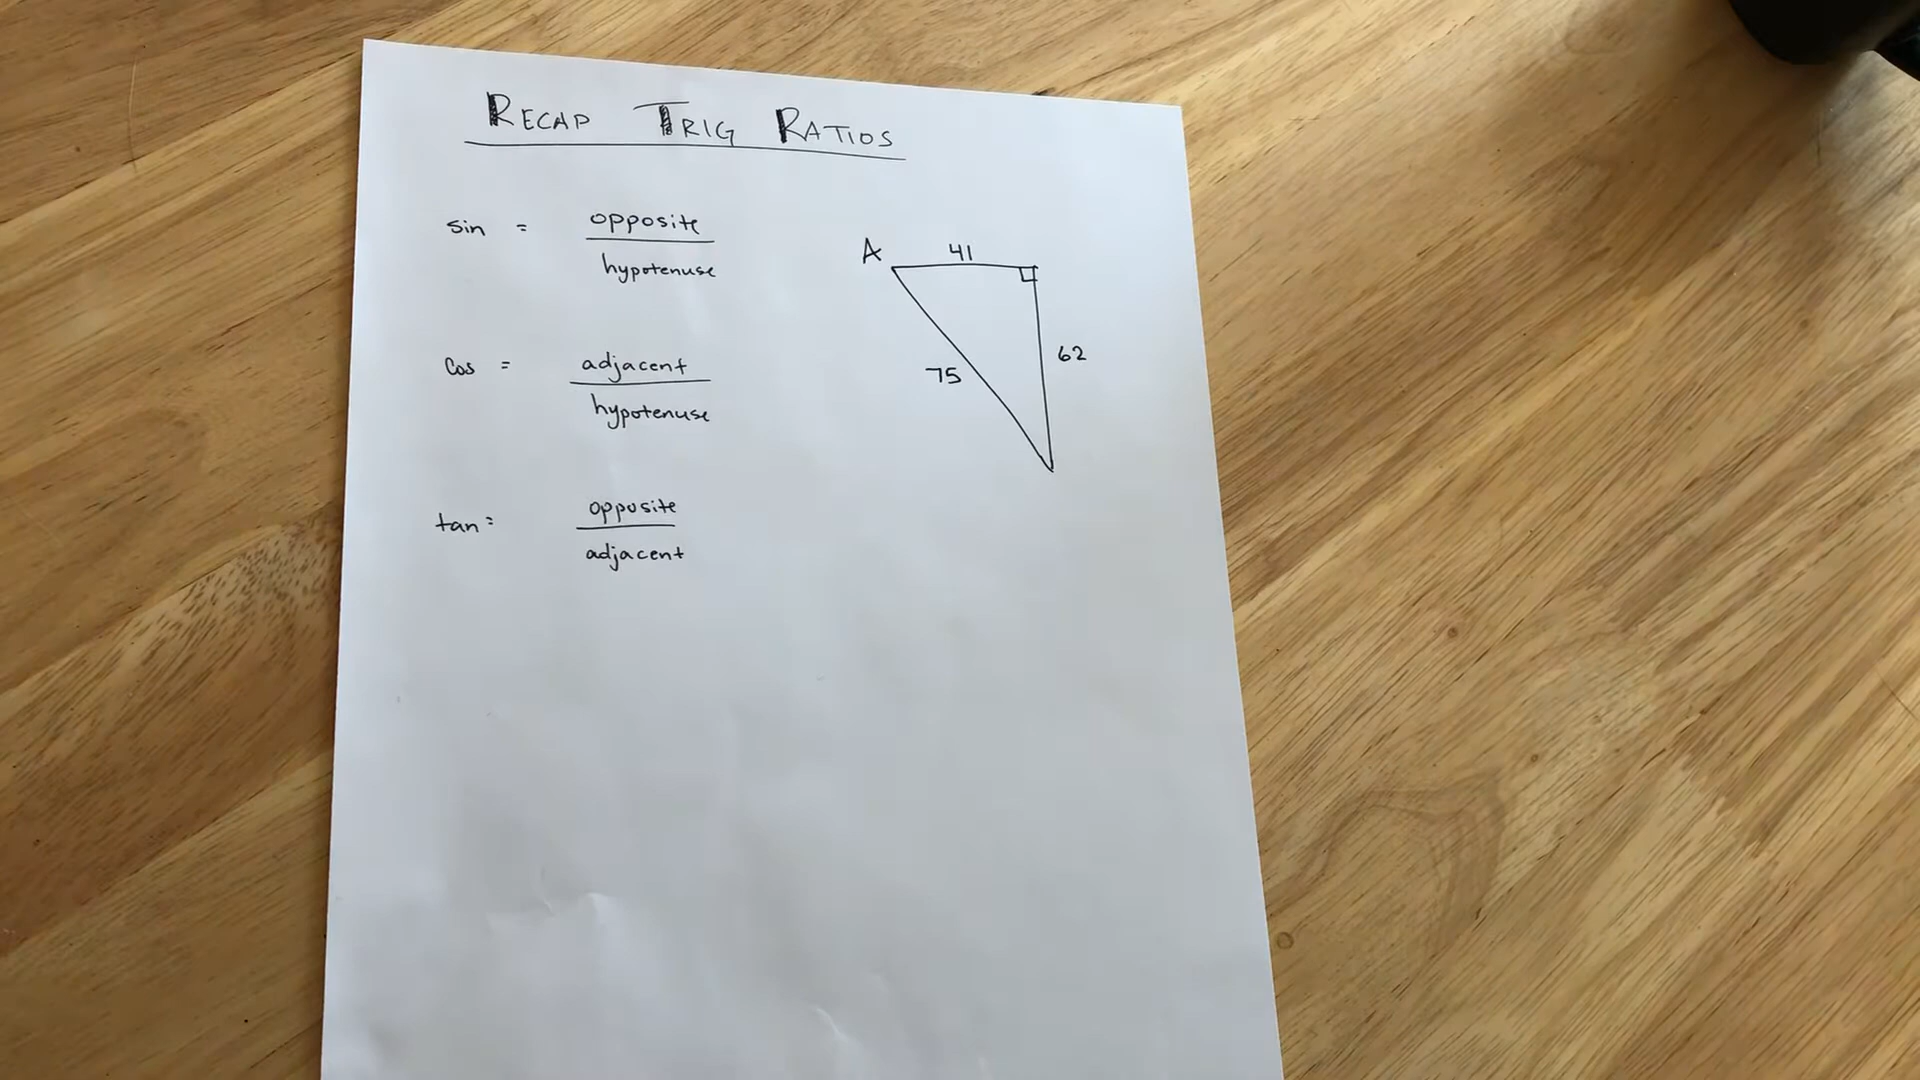 RECAP TRIG RATIOS
sin = opposite
hypotenuse
A 41
62
75
Cos = adjacent
hypotenuse
tan = opposite
adjacent